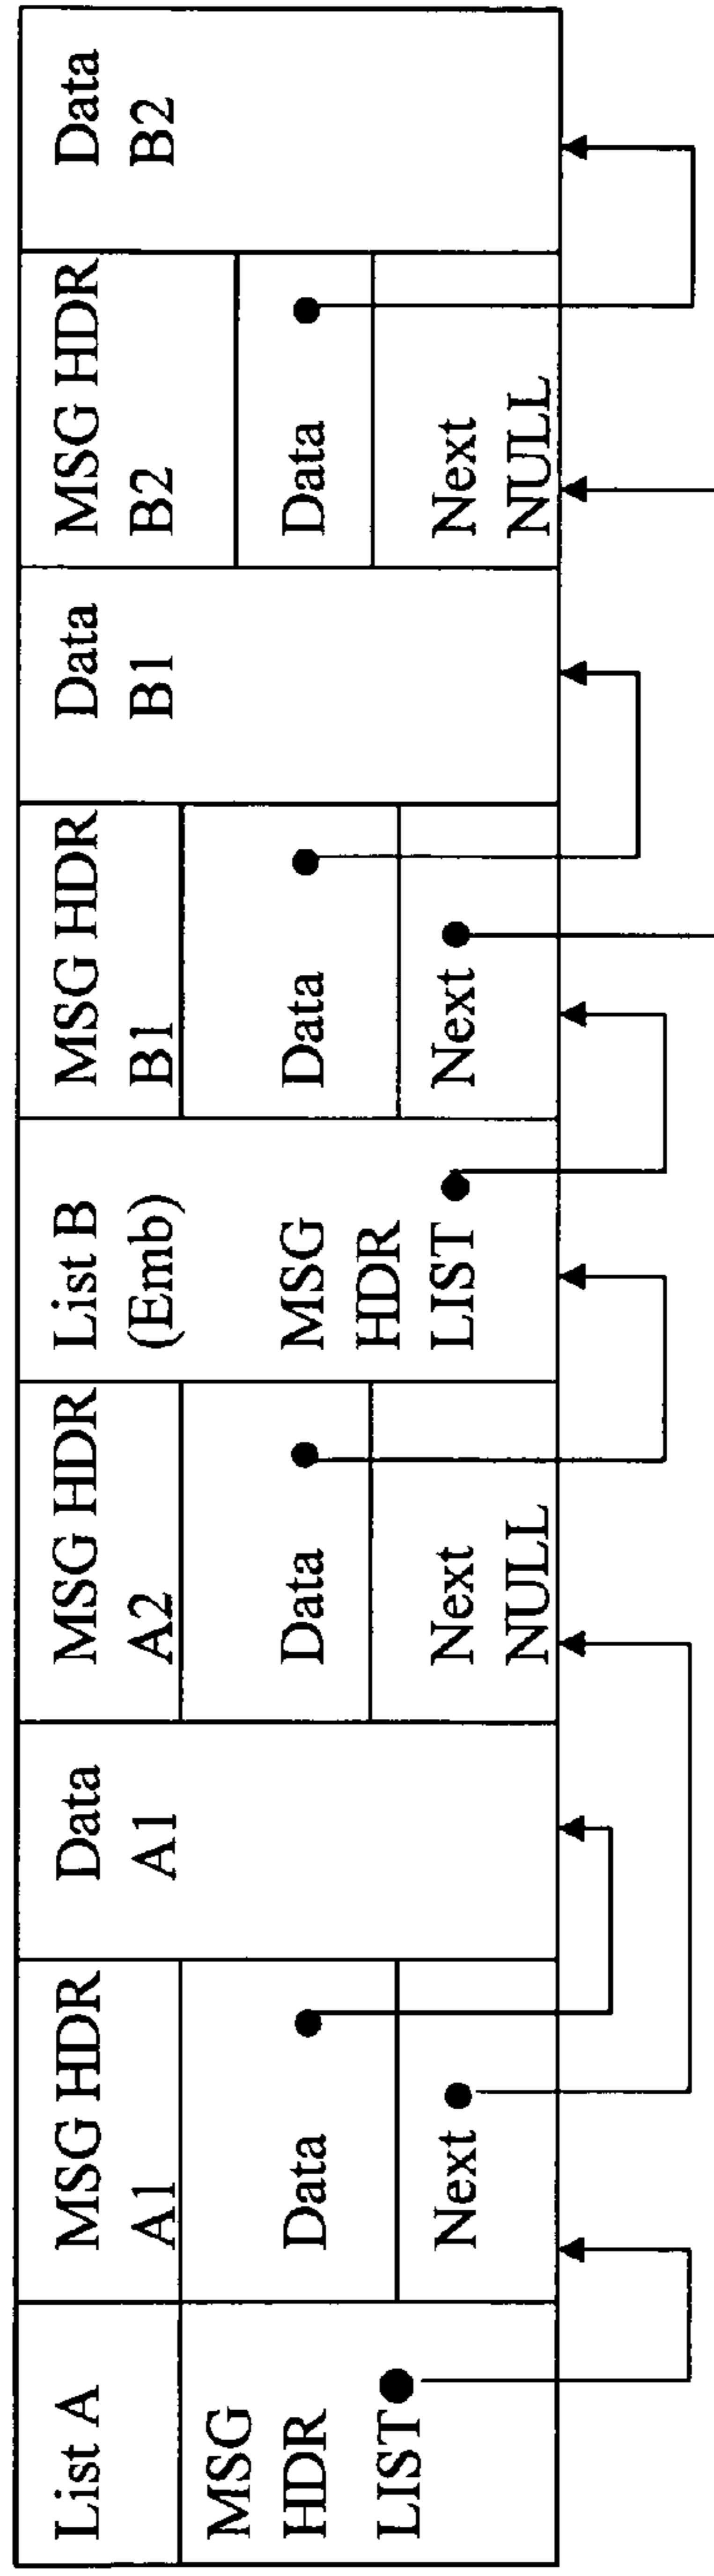 List A
MSG
HDR
LIST
MSG HDR
A1
Data
Next
Data
A1
MSG HDR
A2
Data
Next
NULL
List B
(Emb)
MSG
HDR
LIST
MSG HDR
B1
Data
Next
Data
B1
MSG HDR
B2
Data
Next
NULL
Data
B2